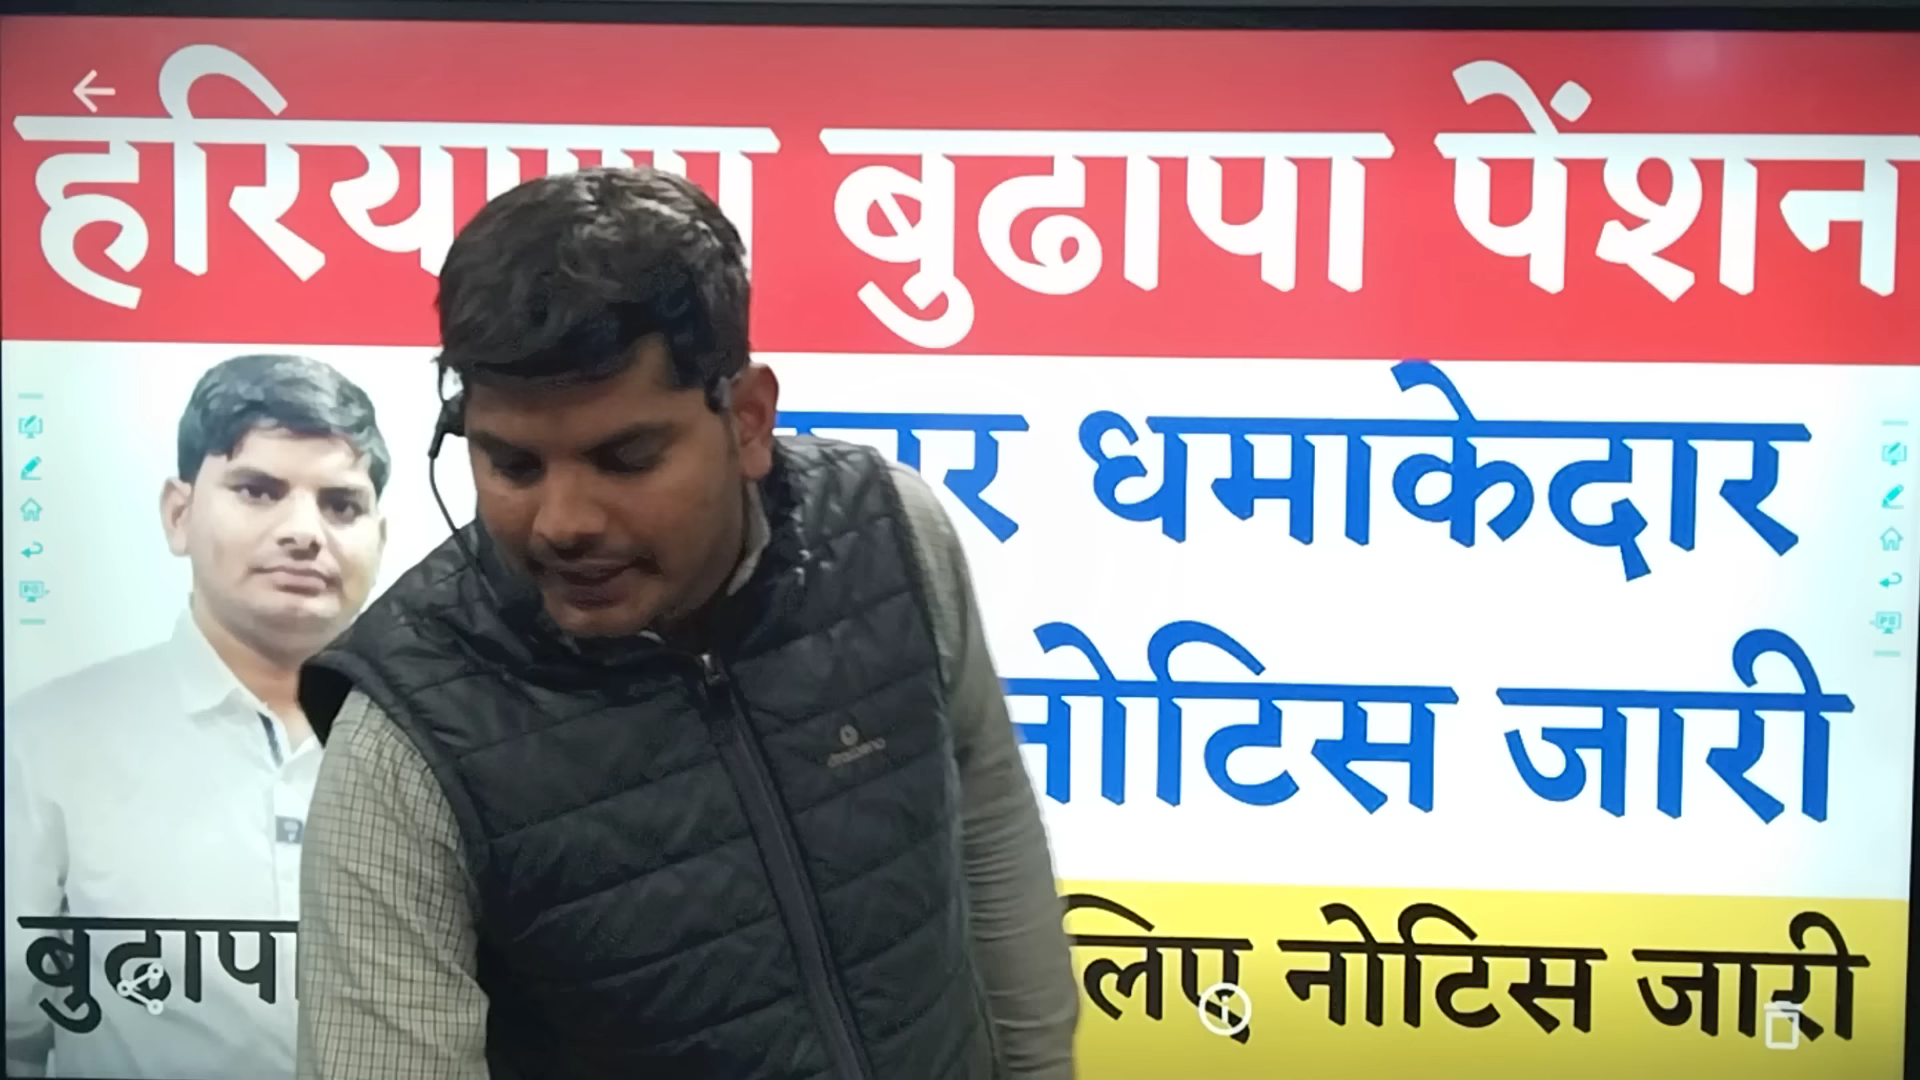 हरियाणा बुढापा पेंशन
धमाकेदार
नोटिस जारी
बुढापा लिए नोटिस जारी